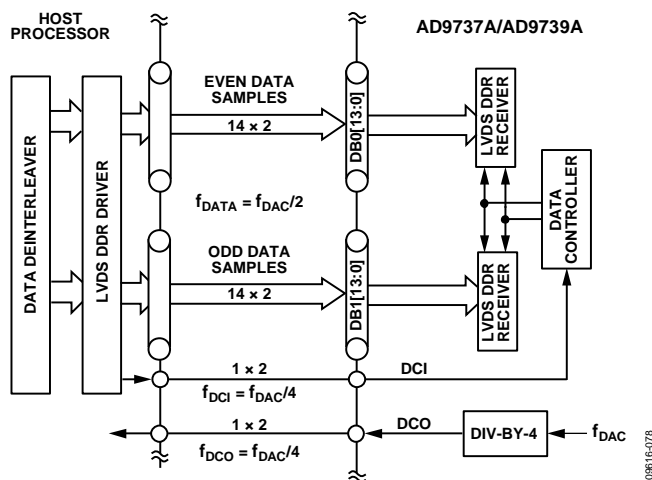 HOST
PROCESSOR
AD9737A/AD9739A
DATA DEINTERLEAVER
LVDS DDR DRIVER
EVEN DATA
SAMPLES
14 × 2
DB0[13:0]
LVDS DDR
RECEIVER
fDATA = fDAC/2
DATA
CONTROLLER
ODD DATA
SAMPLES
14 × 2
DB1[13:0]
LVDS DDR
RECEIVER
1 × 2
DCI
fDCI = fDAC/4
1 × 2
DCO
DIV-BY-4
fDAC
fDCO = fDAC/4
09616-078